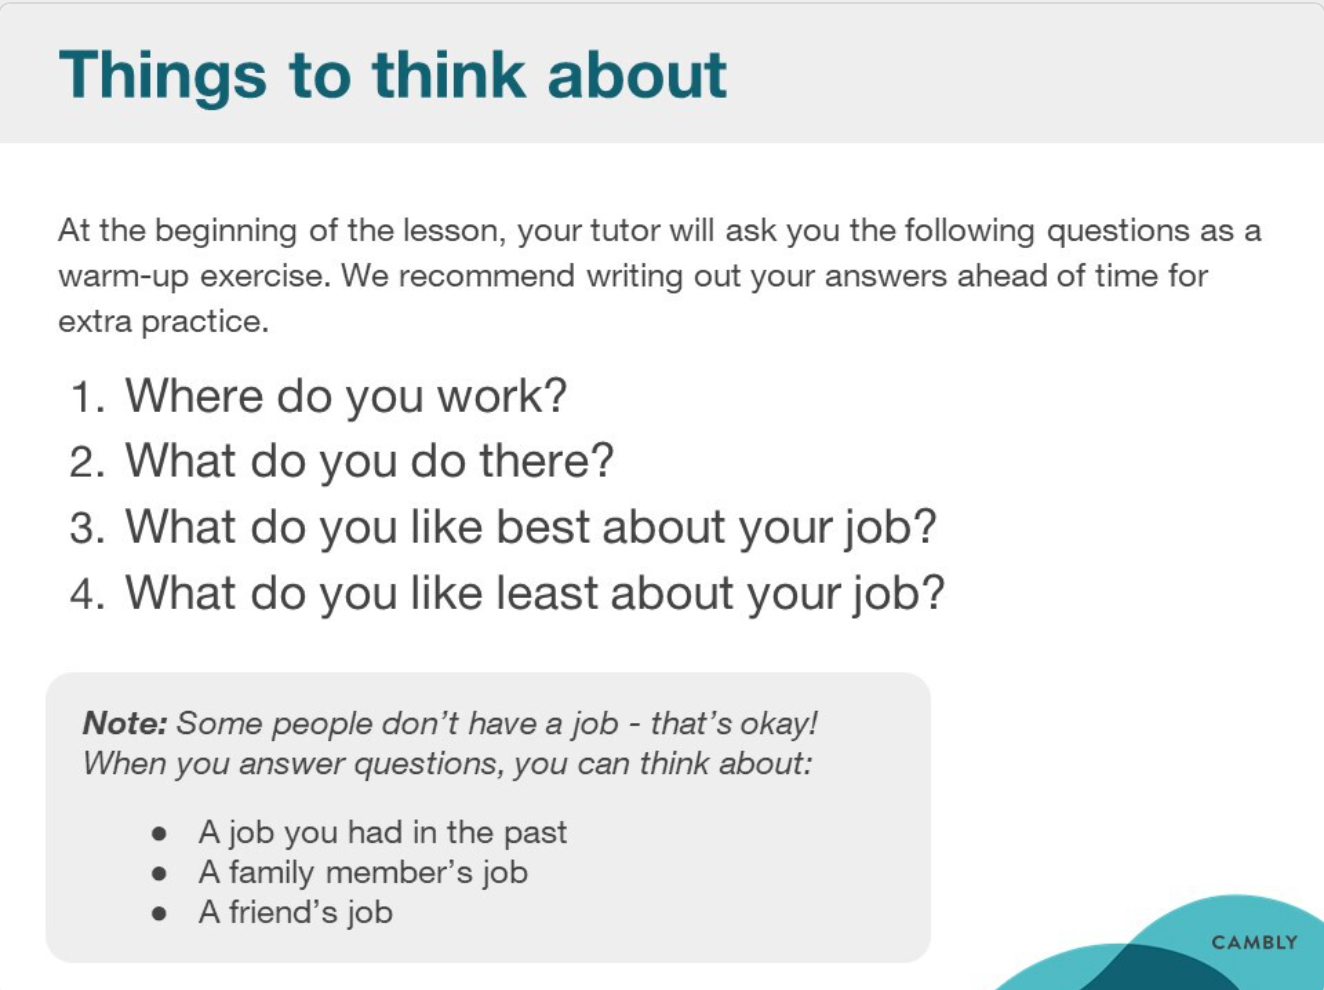 Things to think about
At the beginning of the lesson, your tutor will ask you the following questions as a
warm-up exercise. We recommend writing out your answers ahead of time for
extra practice.
1. Where do you work?
2. What do you do there?
3. What do you like best about your job?
4. What do you like least about your job?
Note: Some people don’t have a job - that’s okay!
When you answer questions, you can think about:
● A job you had in the past
● A family member’s job
● A friend’s job
CAMBLY